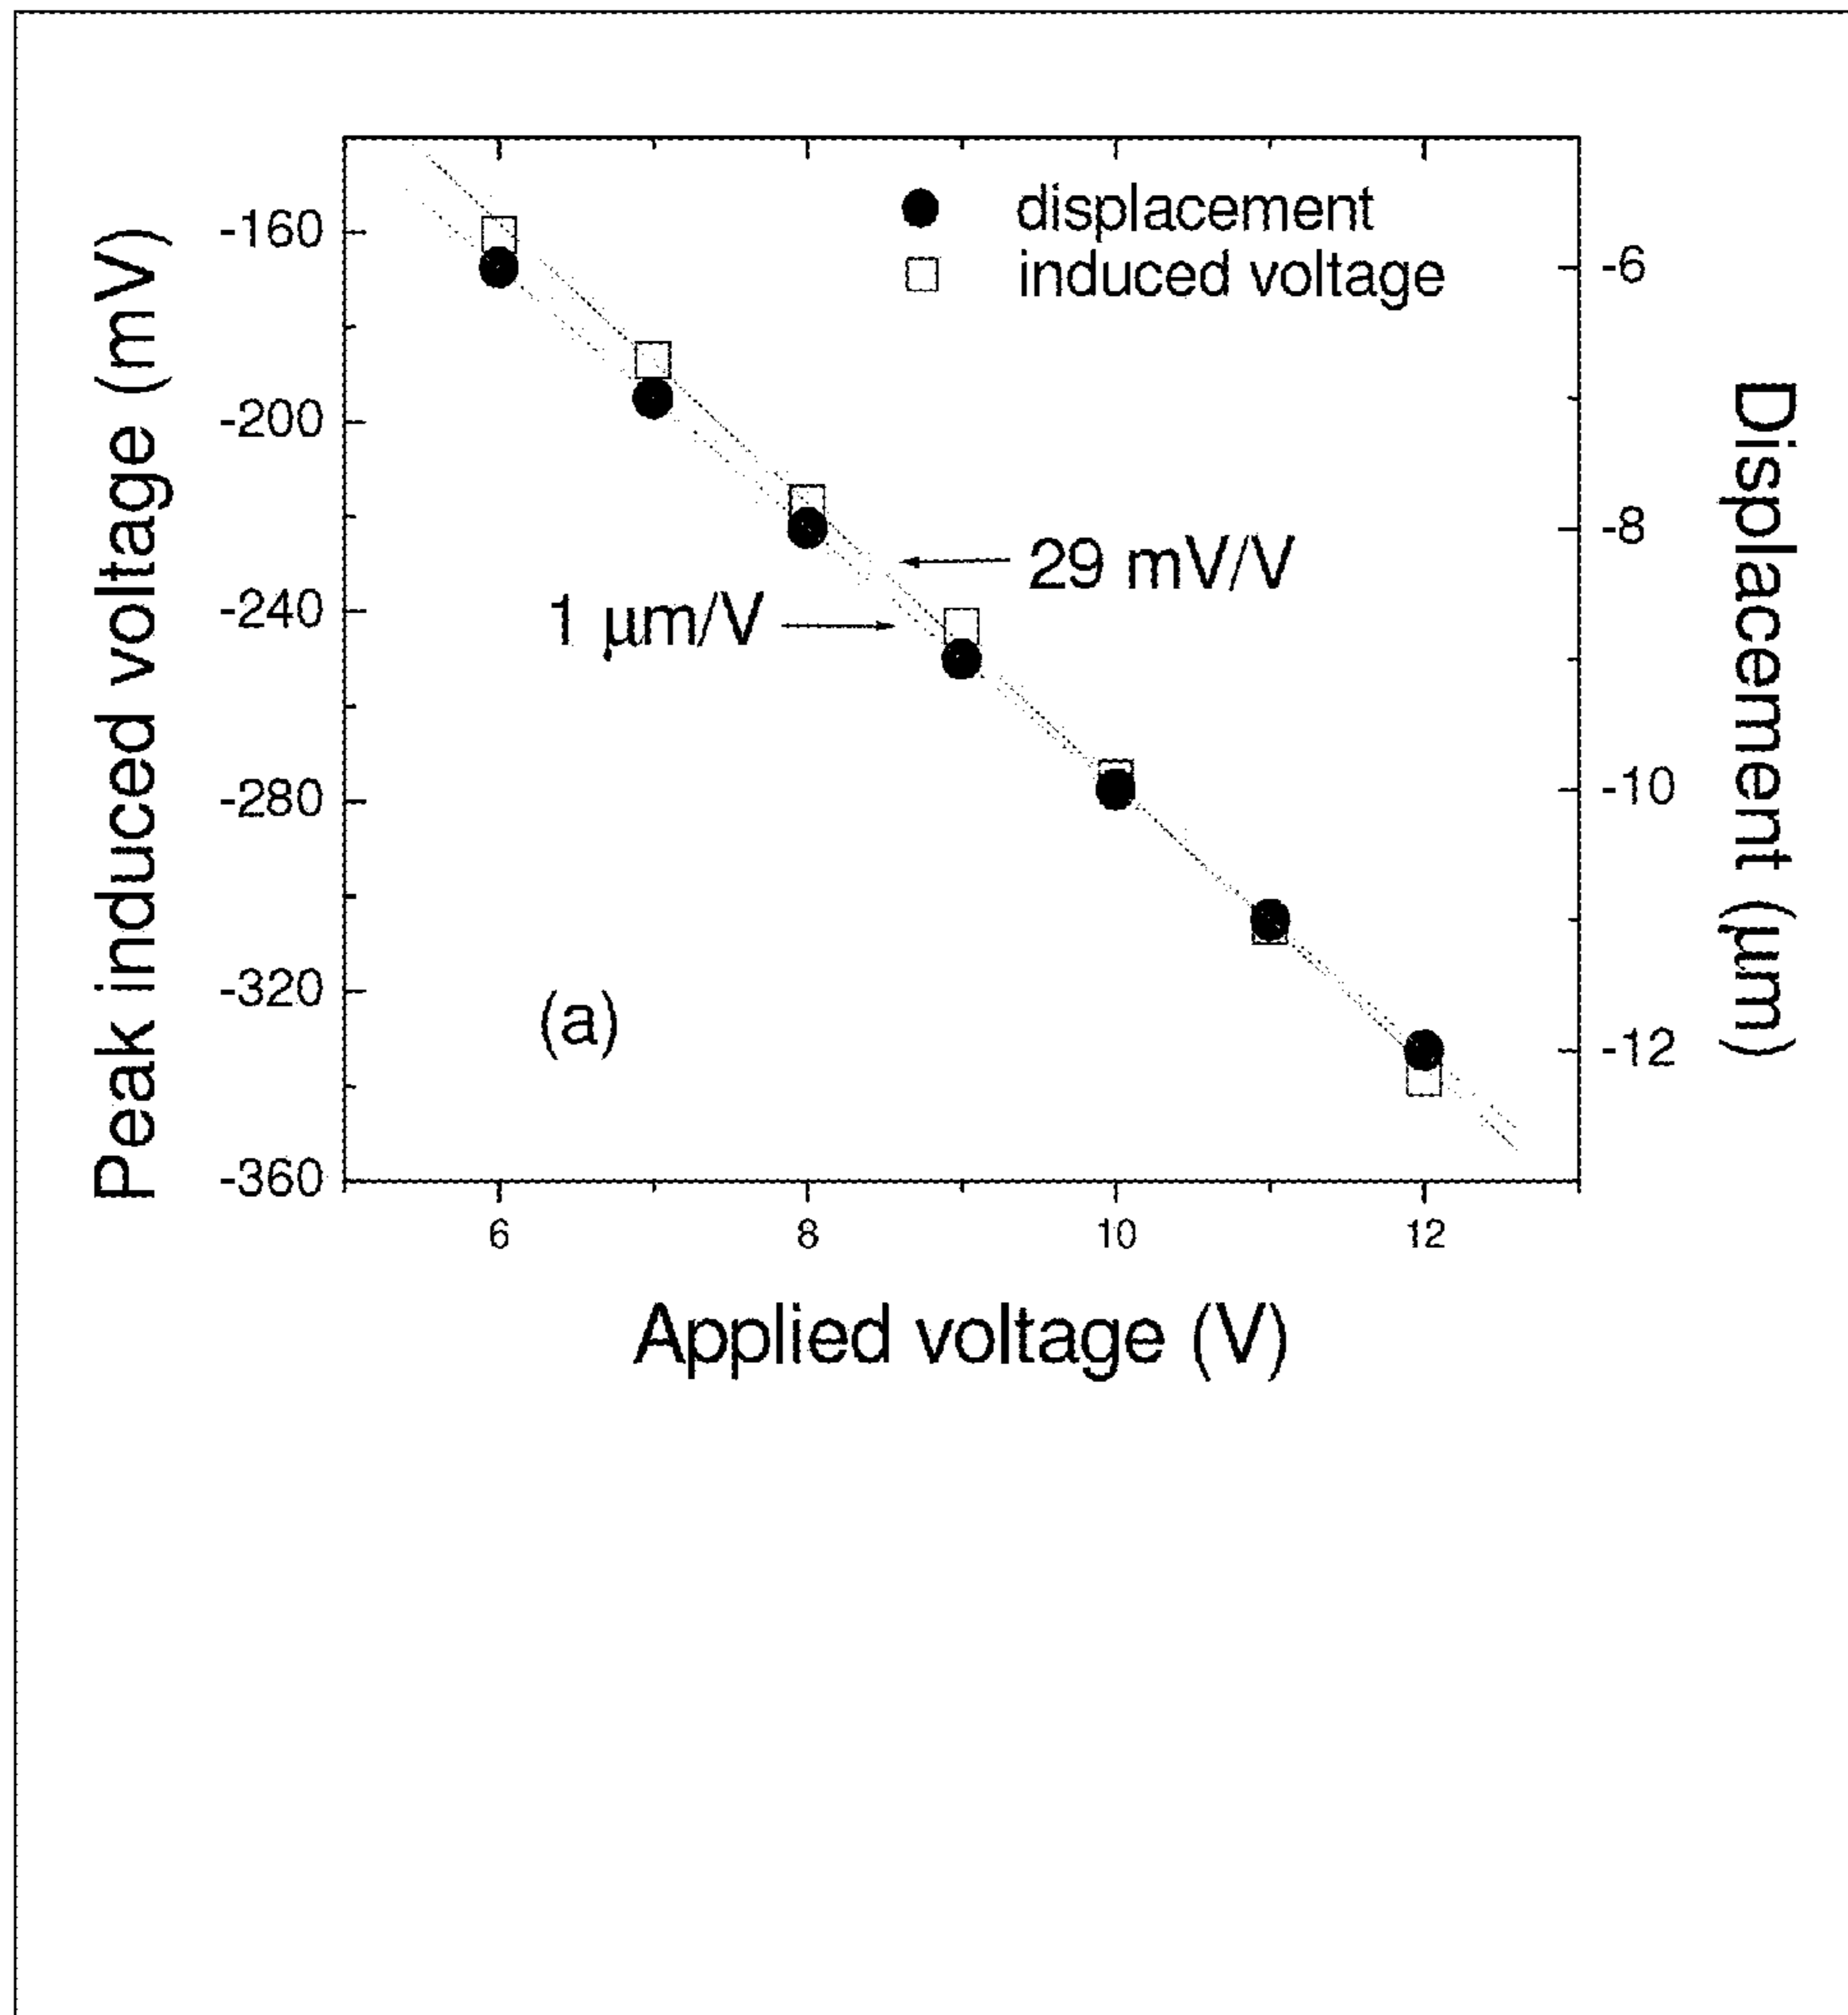 displacement
induced voltage
Peak induced voltage (mV)
-160
-200
-240
-280
-320
-360
Displacement (μm)
-6
-8
-10
-12
29 mV/V
1 μm/V
(a)
6 8 10 12
Applied voltage (V)